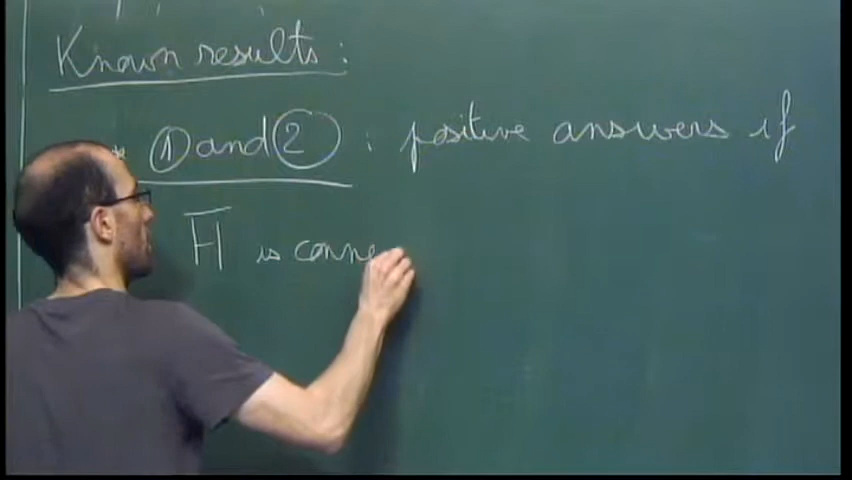 Known results:
* ① and ② : positive answers if
H̅ is conne